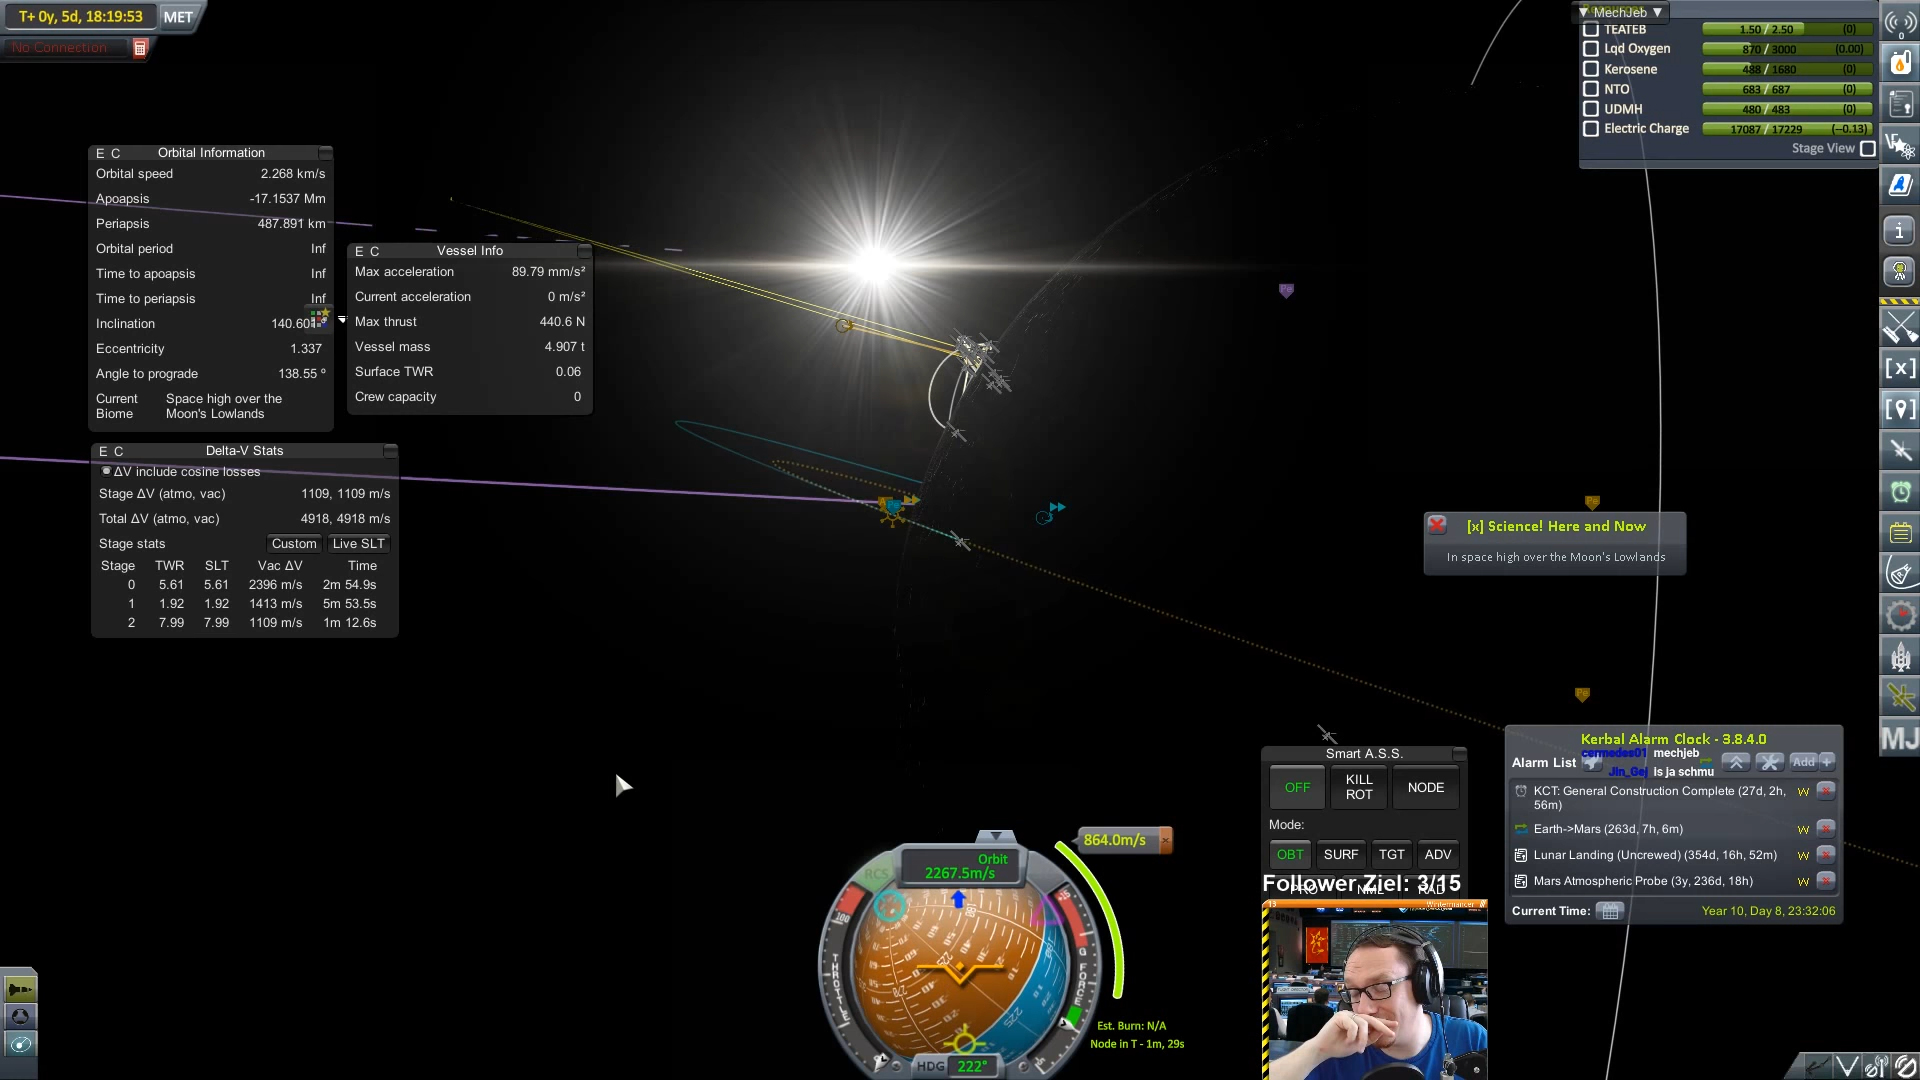 T+ 0y, 5d, 18:19:53 MET
No Connection
MechJeb
TEATEB 1.50 / 2.50 (0)
Lqd Oxygen 870 / 3000 (0.00)
Kerosene 488 / 1680 (0)
NTO 683 / 687 (0)
UDMH 480 / 483 (0)
Electric Charge 17087 / 17229 (−0.13)
Stage View
0
E C Orbital Information
Orbital speed 2.268 km/s
Apoapsis -17.1537 Mm
Periapsis 487.891 km
Orbital period Inf
Time to apoapsis Inf
Time to periapsis Inf
Inclination 140.60
Eccentricity 1.337
Angle to prograde 138.55 º
Current Biome Space high over the
Moon's Lowlands
E C Vessel Info
Max acceleration 89.79 mm/s²
Current acceleration 0 m/s²
Max thrust 440.6 N
Vessel mass 4.907 t
Surface TWR 0.06
Crew capacity 0
E C Delta-V Stats
ΔV include cosine losses
Stage ΔV (atmo, vac) 1109, 1109 m/s
Total ΔV (atmo, vac) 4918, 4918 m/s
Stage stats Custom Live SLT
Stage TWR SLT Vac ΔV Time
0 5.61 5.61 2396 m/s 2m 54.9s
1 1.92 1.92 1413 m/s 5m 53.5s
2 7.99 7.99 1109 m/s 1m 12.6s
Pe
Pe
Pe
Pe
[x] Science! Here and Now
In space high over the Moon's Lowlands
[x]
MJ
Smart A.S.S.
OFF KILL ROT NODE
Mode:
OBT SURF TGT ADV
Follower Ziel: 3/15
Kerbal Alarm Clock - 3.8.4.0
Alarm List Add +
cermedes01 mechjeb
Jin_Gej is ja schmu
KCT: General Construction Complete (27d, 2h,
56m) W
Earth->Mars (263d, 7h, 6m) W
Lunar Landing (Uncrewed) (354d, 16h, 52m) W
Mars Atmospheric Probe (3y, 236d, 18h) W
Current Time: Year 10, Day 8, 23:32:06
864.0m/s
Orbit
2267.5m/s
RCS
THROTTLE
G FORCE
HDG 222°
Est. Burn: N/A
Node in T - 1m, 29s